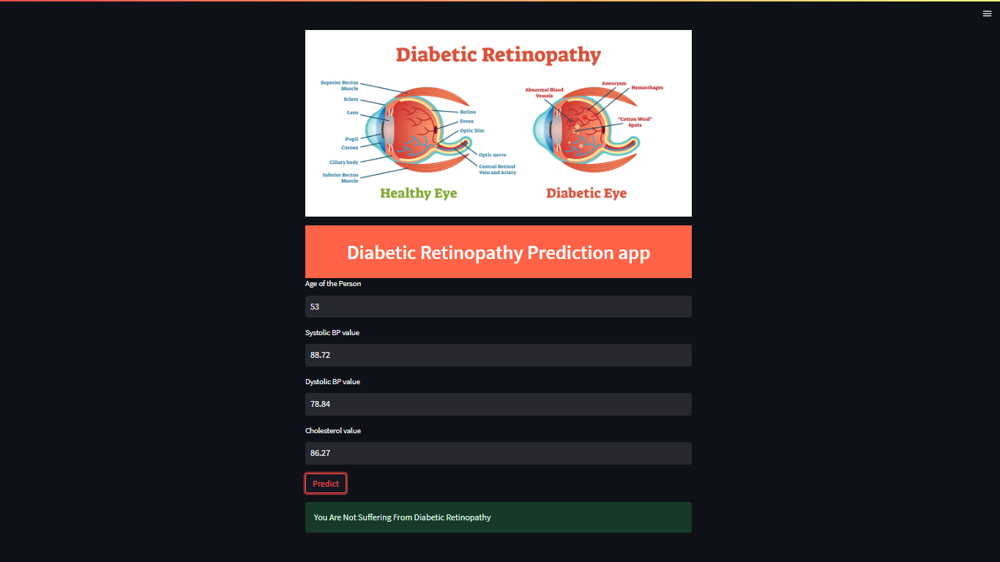 Diabetic Retinopathy
Superior Rectus
Muscle
Sclera
Lens
Pupil
Cornea
Ciliary body
Inferior Rectus
Muscle
Retina
Fovea
Optic Disc
Optic nerve
Central Retinal
Vein and Artery
Healthy Eye
Abnormal Blood
Vessels
Aneurysm
Hemorrhages
"Cotton Wool"
Spots
Diabetic Eye
Diabetic Retinopathy Prediction app
Age of the Person
53
Systolic BP value
88.72
Dystolic BP value
78.84
Cholesterol value
86.27
Predict
You Are Not Suffering From Diabetic Retinopathy